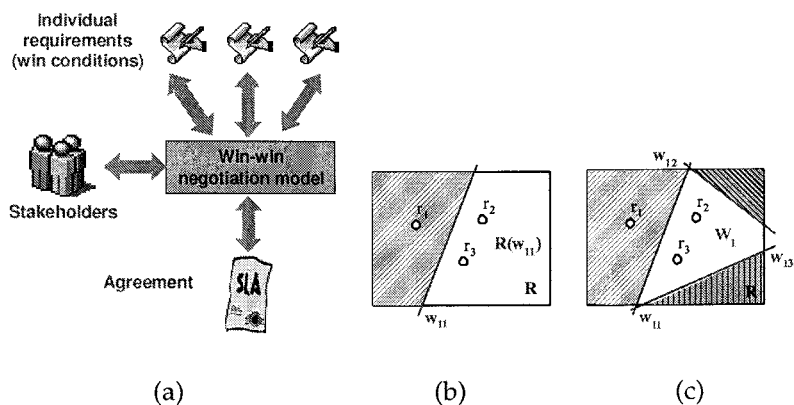 Individual
requirements
(win conditions)
Win-win
negotiation model
Stakeholders
Agreement
SLA
r₁
r₂
r₃
R(w₁₁)
R
w₁₁
w₁₂
r₁
r₂
W₁
r₃
w₁₃
R
w₁₁
(a)
(b)
(c)